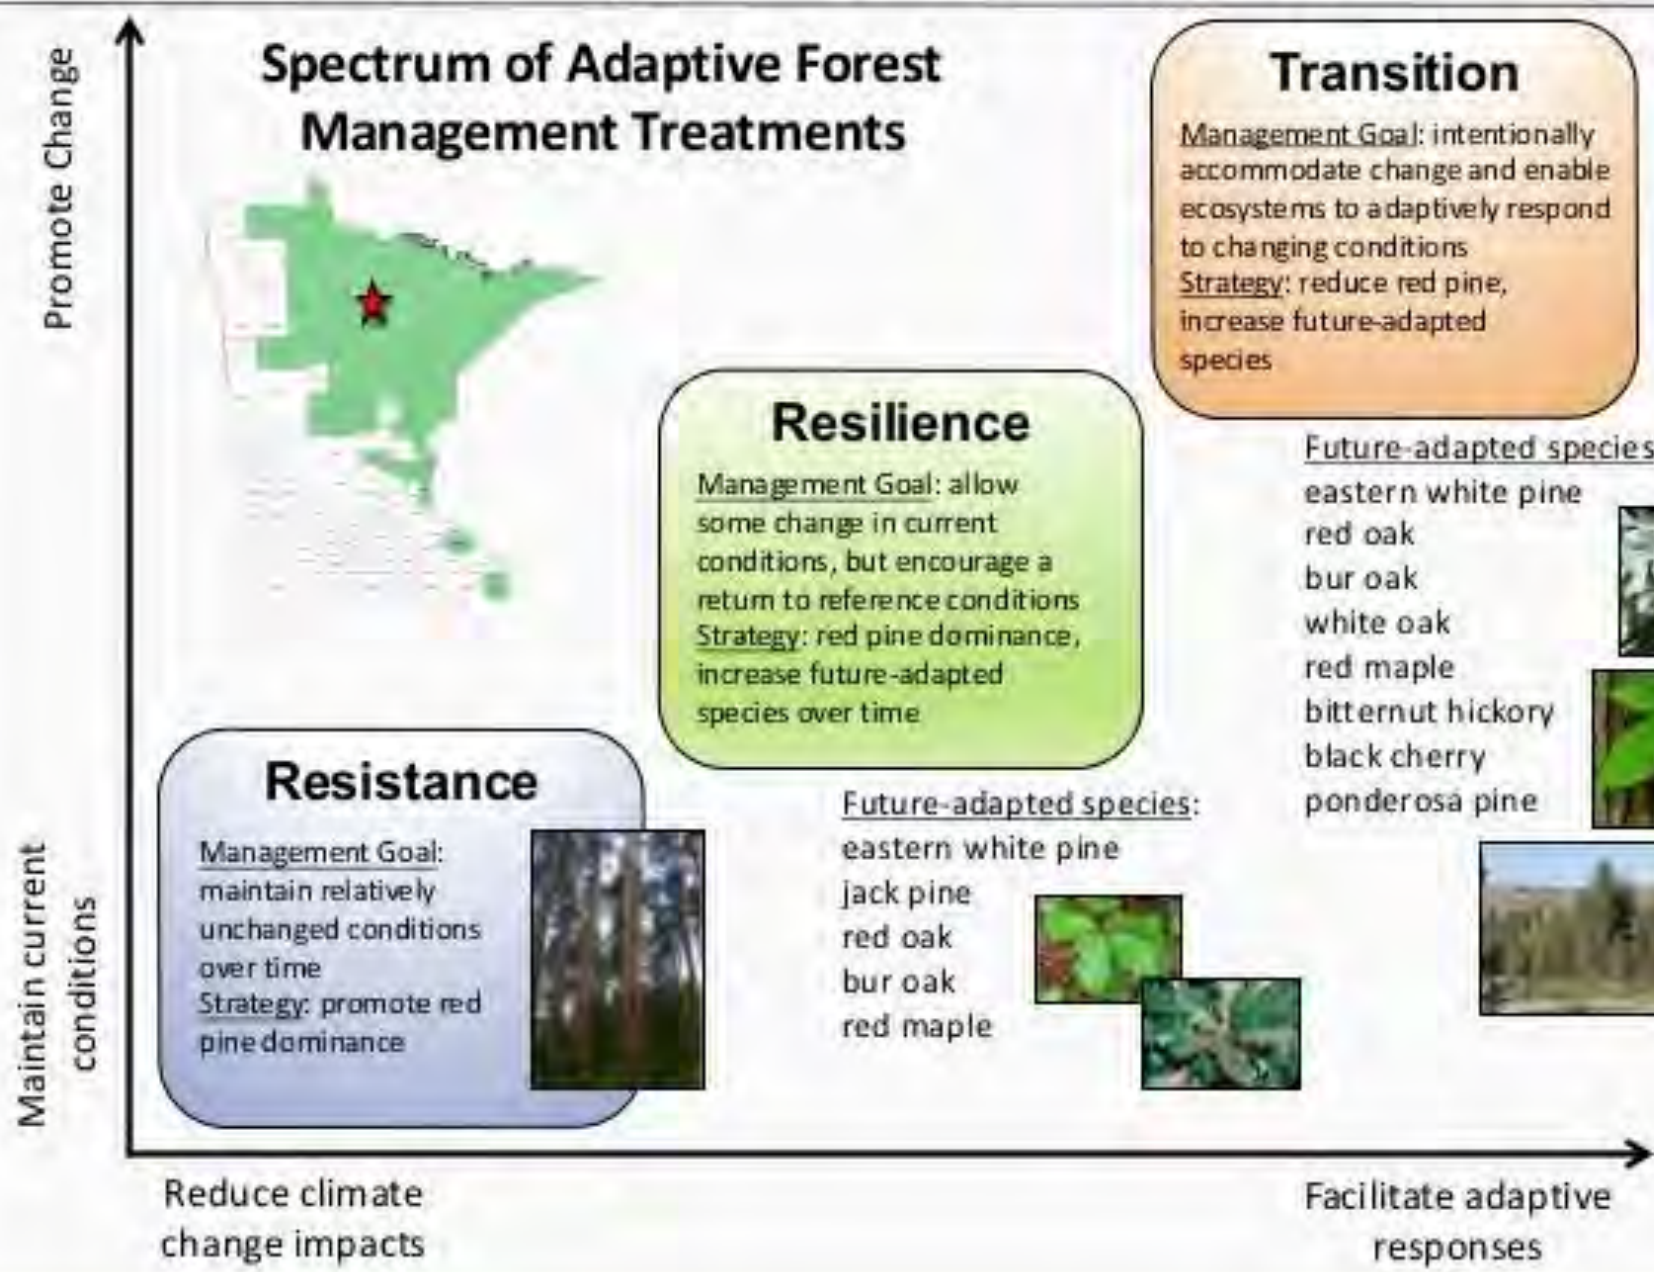 Promote Change
Maintain current
conditions
Spectrum of Adaptive Forest
Management Treatments
Transition
Management Goal: intentionally
accommodate change and enable
ecosystems to adaptively respond
to changing conditions
Strategy: reduce red pine,
increase future-adapted
species
Resilience
Management Goal: allow
some change in current
conditions, but encourage a
return to reference conditions
Strategy: red pine dominance,
increase future-adapted
species over time
Resistance
Management Goal:
maintain relatively
unchanged conditions
over time
Strategy: promote red
pine dominance
Future-adapted species:
eastern white pine
jack pine
red oak
bur oak
red maple
Future-adapted species
eastern white pine
red oak
bur oak
white oak
red maple
bitternut hickory
black cherry
ponderosa pine
Reduce climate
change impacts
Facilitate adaptive
responses